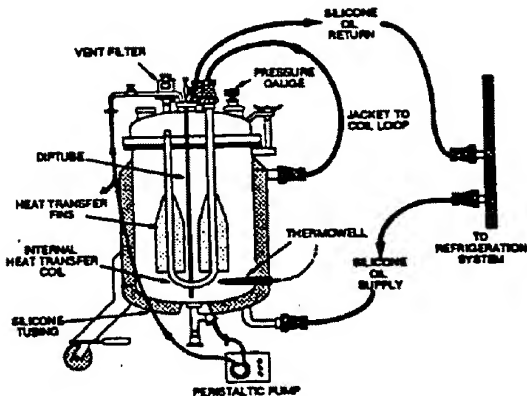 SILICONE
OIL
RETURN
VENT FILTER
PRESSURE
GAUGE
JACKET TO
COIL LOOP
DIPTUBE
HEAT TRANSFER
FINS
THERMOWELL
INTERNAL
HEAT TRANSFER
COIL
TO
REFRIGERATION
SYSTEM
SILICONE
OIL
SUPPLY
SILICONE
TUBING
PERISTALTIC PUMP